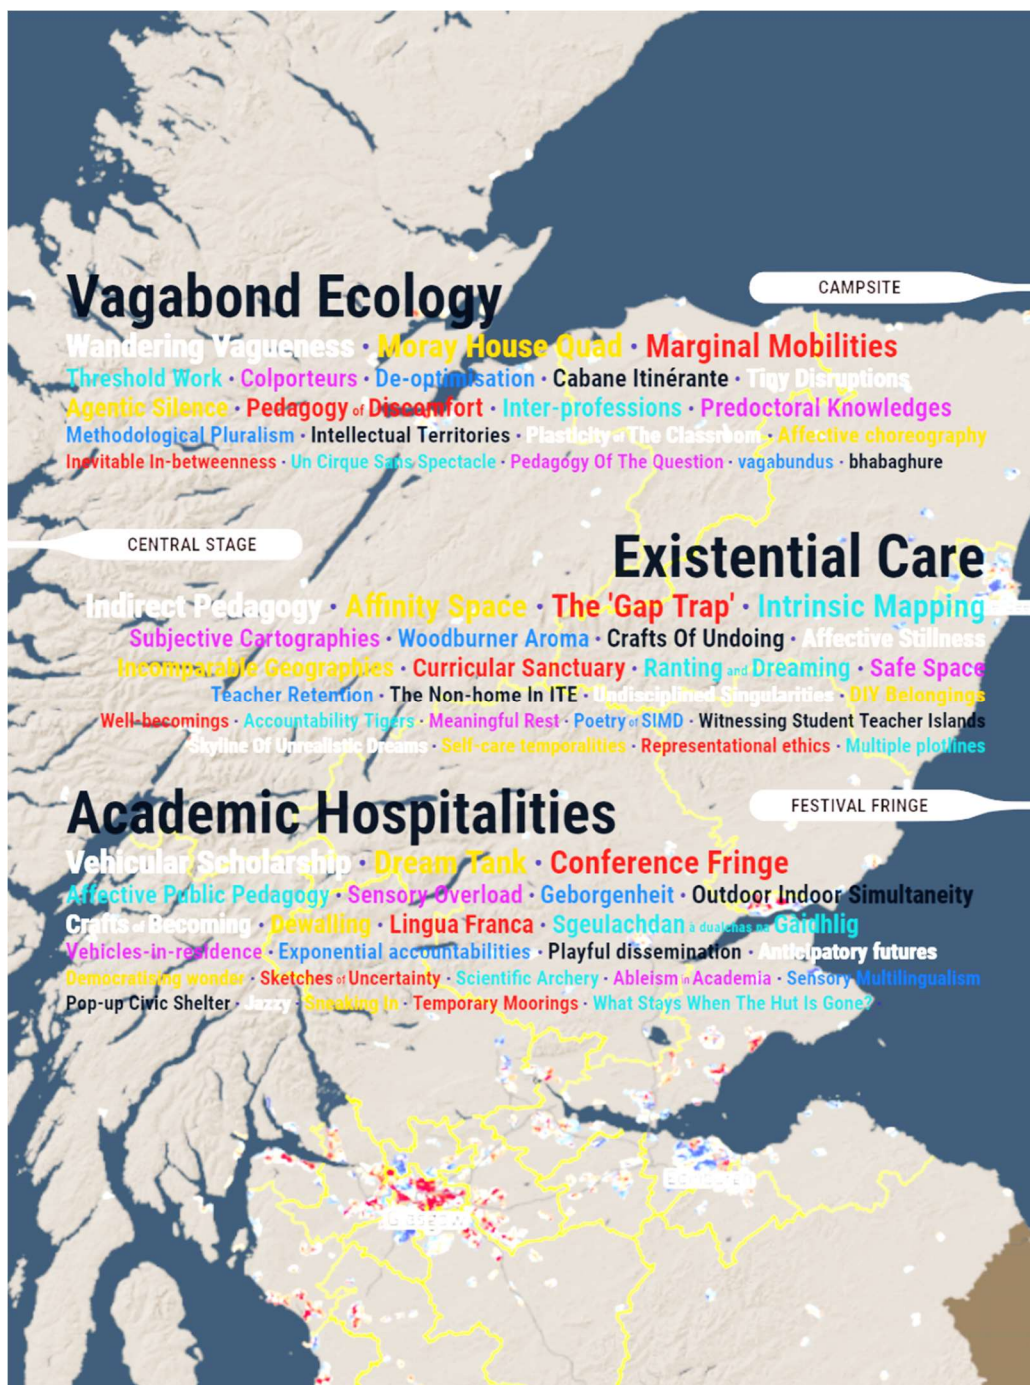 Vagabond Ecology
CAMPSITE
Wandering Vagueness · Moray House Quad · Marginal Mobilities
Threshold Work · Colporteurs · De-optimisation · Cabane Itinérante · Tiny Disruptions
Agentic Silence · Pedagogy of Discomfort · Inter-professions · Predoctoral Knowledges
Methodological Pluralism · Intellectual Territories · Plasticity of The Classroom · Affective choreography
Inevitable In-betweenness · Un Cirque Sans Spectacle · Pedagogy Of The Question · vagabundus · bhabaghure
CENTRAL STAGE
Existential Care
Indirect Pedagogy · Affinity Space · The 'Gap Trap' · Intrinsic Mapping
Subjective Cartographies · Woodburner Aroma · Crafts Of Undoing · Affective Stillness
Incomparable Geographies · Curricular Sanctuary · Ranting and Dreaming · Safe Space
Teacher Retention · The Non-home In ITE · Undisciplined Singularities · DIY Belongings
Well-becomings · Accountability Tigers · Meaningful Rest · Poetry of SIMD · Witnessing Student Teacher Islands
Skyline Of Unrealistic Dreams · Self-care temporalities · Representational ethics · Multiple plotlines
Academic Hospitalities
FESTIVAL FRINGE
Vehicular Scholarship · Dream Tank · Conference Fringe
Affective Public Pedagogy · Sensory Overload · Geborgenheit · Outdoor Indoor Simultaneity
Crafts of Becoming · Dewalling · Lingua Franca · Sgeulachdan à dualchas na Gàidhlig
Vehicles-in-residence · Exponential accountabilities · Playful dissemination · Anticipatory futures
Democratising wonder · Sketches of Uncertainty · Scientific Archery · Ableism in Academia · Sensory Multilingualism
Pop-up Civic Shelter · Jazzy · Sneaking In · Temporary Moorings · What Stays When The Hut Is Gone? ·
Edinburgh
Glasgow